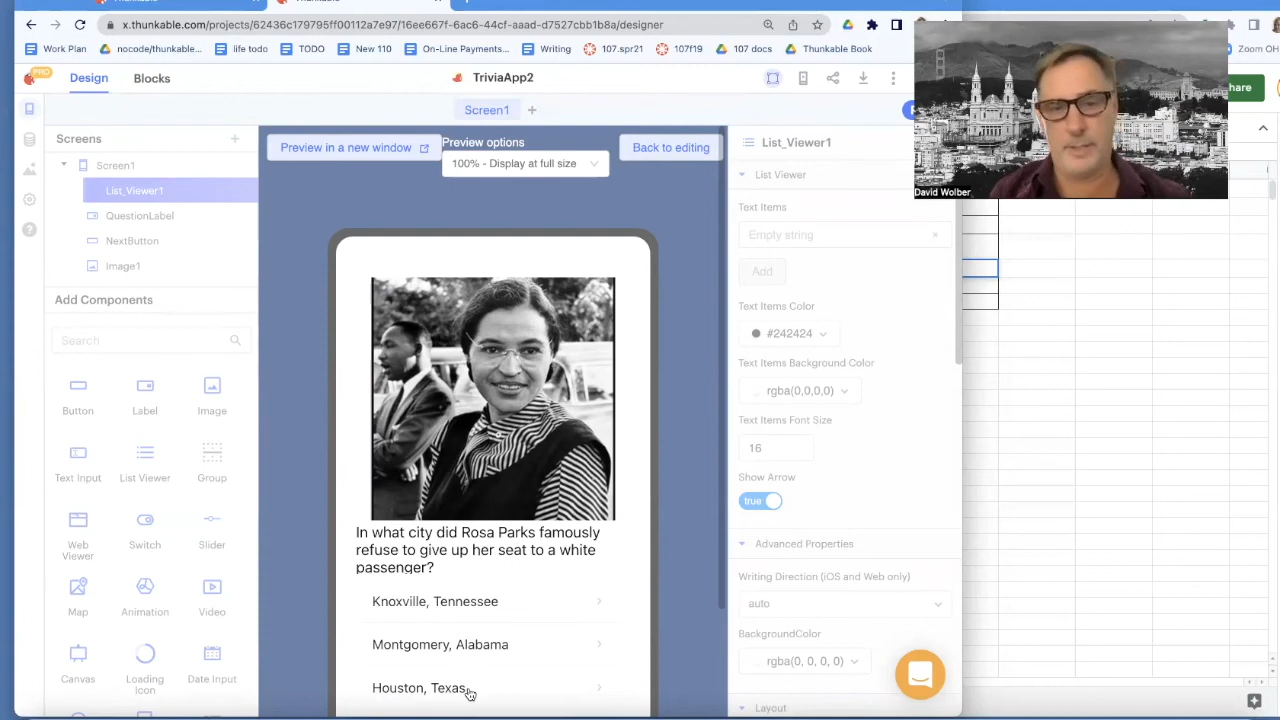 x.thunkable.com/projects/62436c179795ff00112a7e97/16ee667f-6ac6-44cf-aaad-d7527cbb1b8a/designer
Work Plan
nocode/thunkable...
life todo
TODO
New 110
On-Line Payments...
Writing
107.spr21
107f19
107 docs
Thunkable Book
Zoom OH
PRO
Design
Blocks
TriviaApp2
hare
Screen1
Screens
Screen1
List_Viewer1
QuestionLabel
NextButton
Image1
Add Components
Search
Button
Label
Image
Text Input
List Viewer
Group
Web
Viewer
Switch
Slider
Map
Animation
Video
Canvas
Loading
Icon
Date Input
Preview in a new window
Preview options
100% - Display at full size
Back to editing
In what city did Rosa Parks famously
refuse to give up her seat to a white
passenger?
Knoxville, Tennessee
Montgomery, Alabama
Houston, Texas
List_Viewer1
List Viewer
Text Items
Empty string
Add
Text Items Color
#242424
Text Items Background Color
rgba(0,0,0,0)
Text Items Font Size
16
Show Arrow
true
Advanced Properties
Writing Direction (iOS and Web only)
auto
BackgroundColor
rgba(0, 0, 0, 0)
Layout
David Wolber